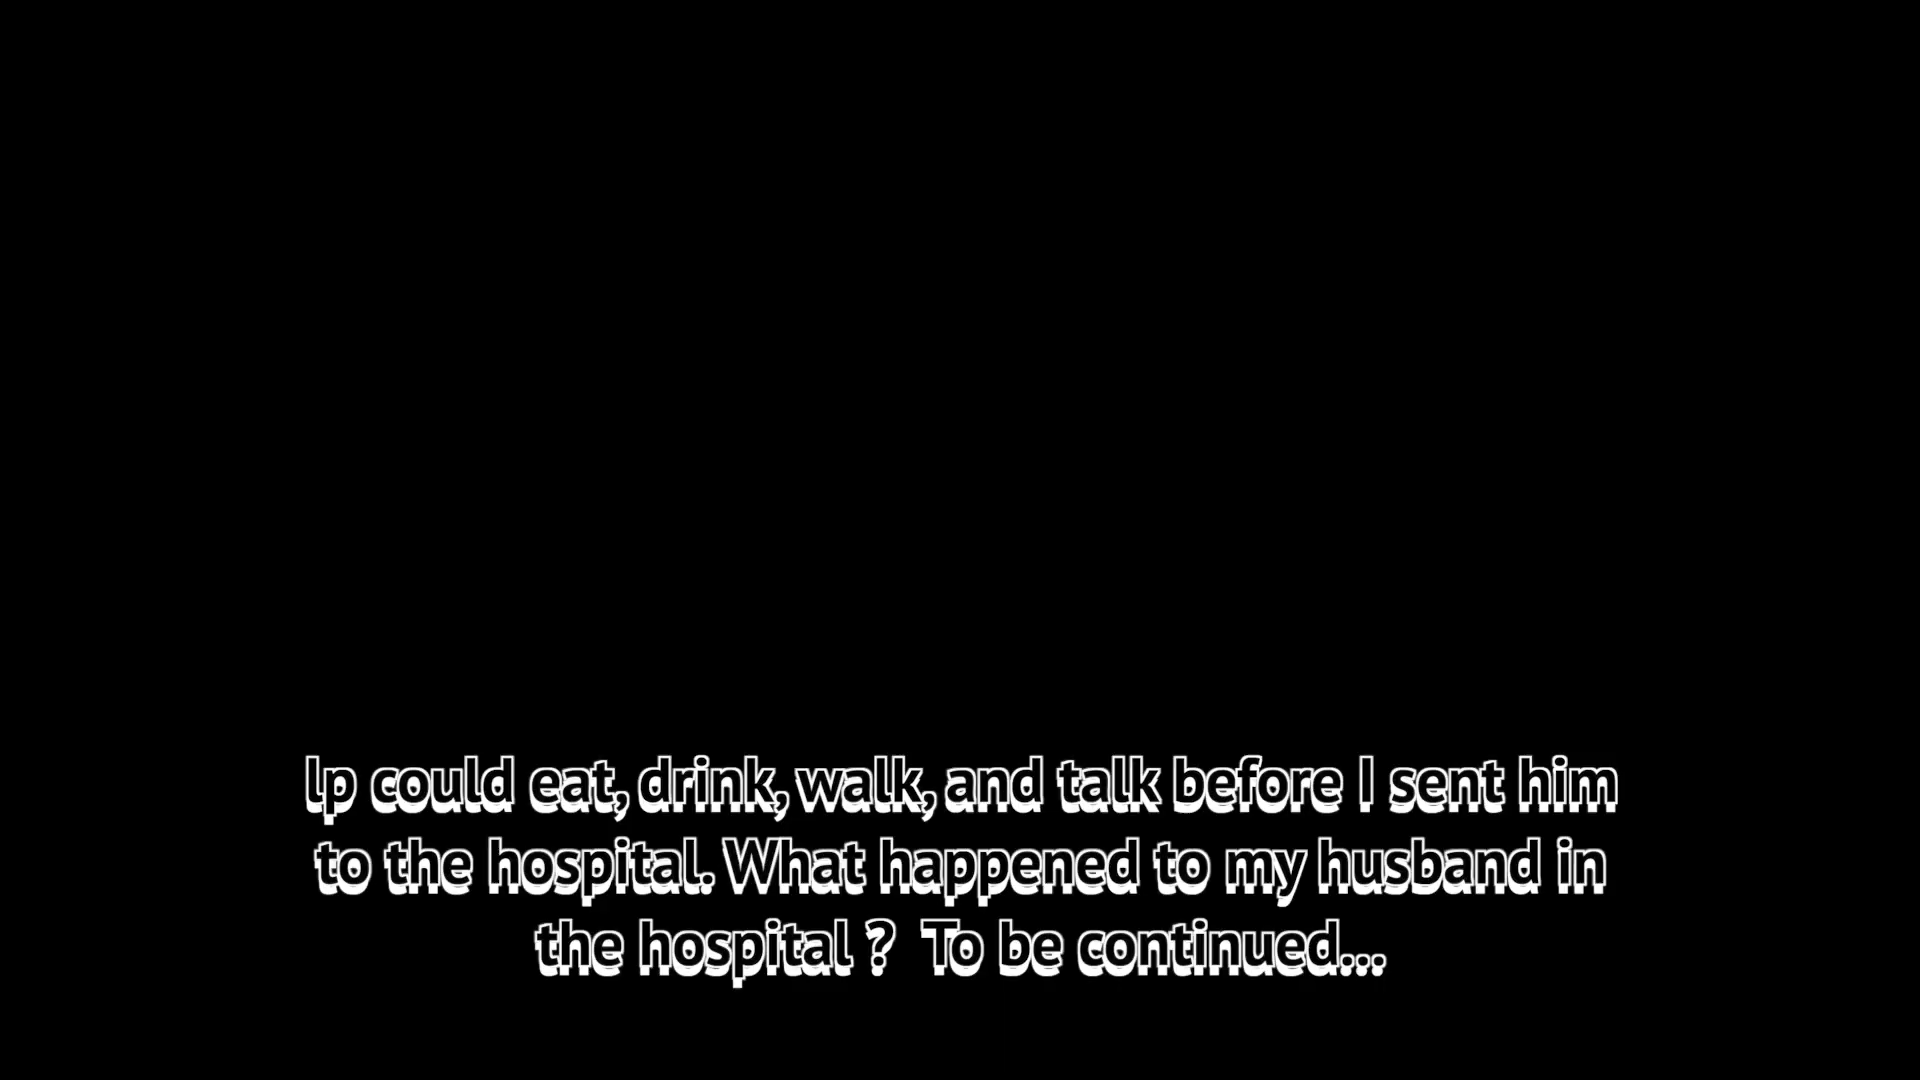 lp could eat, drink, walk, and talk before I sent him
to the hospital. What happened to my husband in
the hospital ? To be continued...